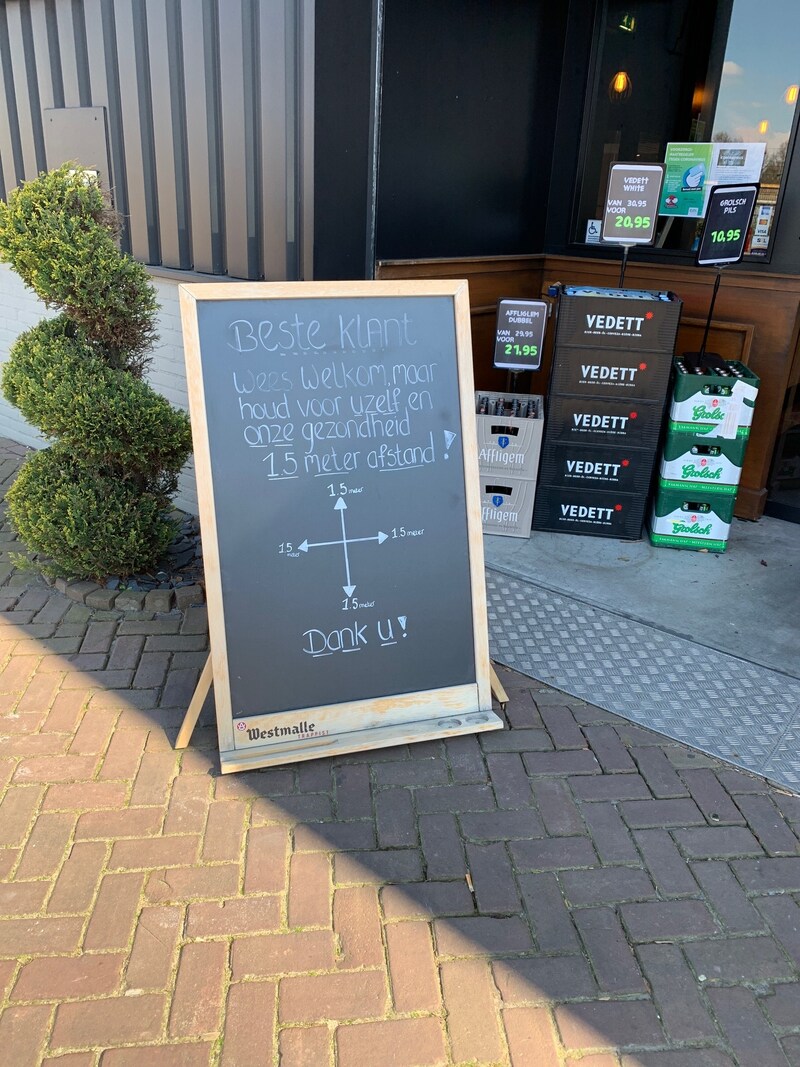 Beste Klant
Wees Welkom, maar
houd voor uzelf, en
onze gezondheid
1.5 meter afstand!
1.5 meter
1.5 meter
1.5 meter
1.5 meter
Dank u!
Westmalle
TRAPPIST
VEDETT
WHITE
VAN 30,95
VOOR
20,95
GROLSCH
PILS
10,95
AFFLIGEM
DUBBEL
VAN 29,95
VOOR
21,95
VEDETT
VEDETT
VEDETT
VEDETT
VEDETT
Affligem
ffligem
Grolsch
Grolsch
Grolsch
VISA